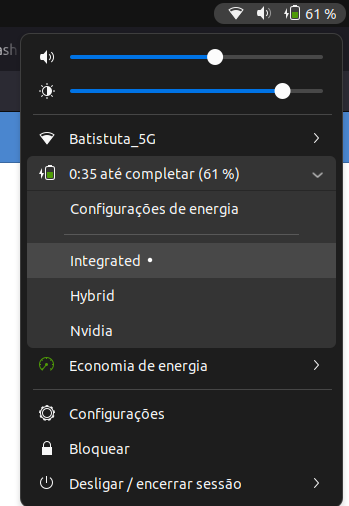 61 %
ash
Batistuta_5G
0:35 até completar (61 %)
Configurações de energia
Integrated •
Hybrid
Nvidia
Economia de energia
Configurações
Bloquear
Desligar / encerrar sessão